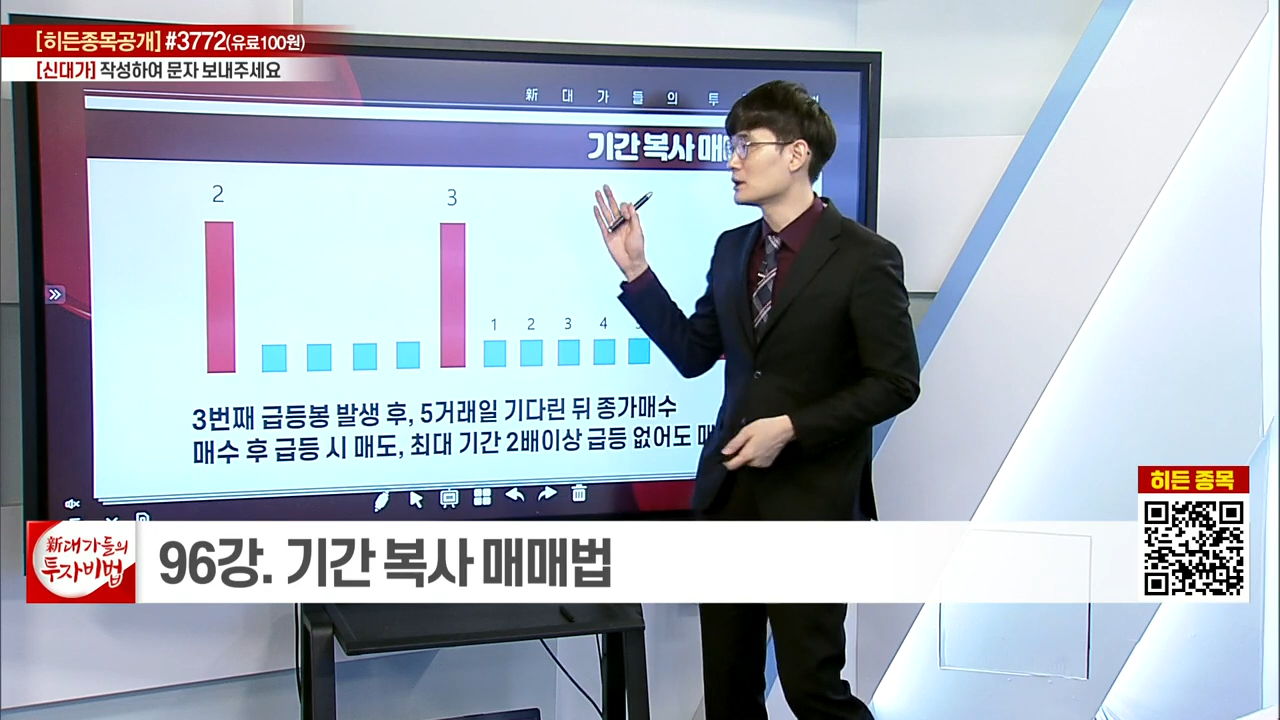 [히든종목공개] #3772(유료100원)
[신대가] 작성하여 문자 보내주세요
新 대 가 들 의 투
기간 복사
2
3
1 2 3 4
3번째 급등봉 발생 후, 5거래일 기다린 뒤 종가매수
매수 후 급등 시 매도, 최대 기간 2배이상 급등 없어도
히든 종목
新대가들의
투자비법
96강. 기간 복사 매매법